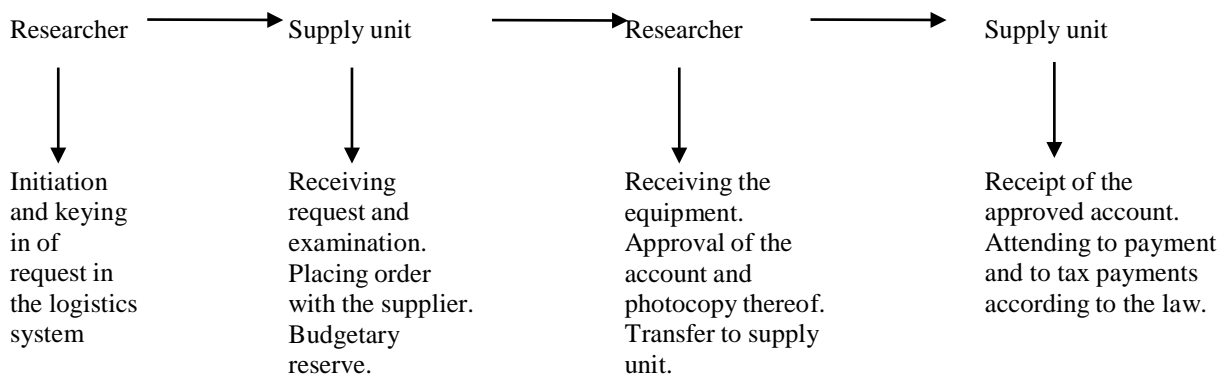 Researcher
Supply unit
Researcher
Supply unit
Initiation
and keying
in of
request in
the logistics
system
Receiving
request and
examination.
Placing order
with the supplier.
Budgetary
reserve.
Receiving the
equipment.
Approval of the
account and
photocopy thereof.
Transfer to supply
unit.
Receipt of the
approved account.
Attending to payment
and to tax payments
according to the law.